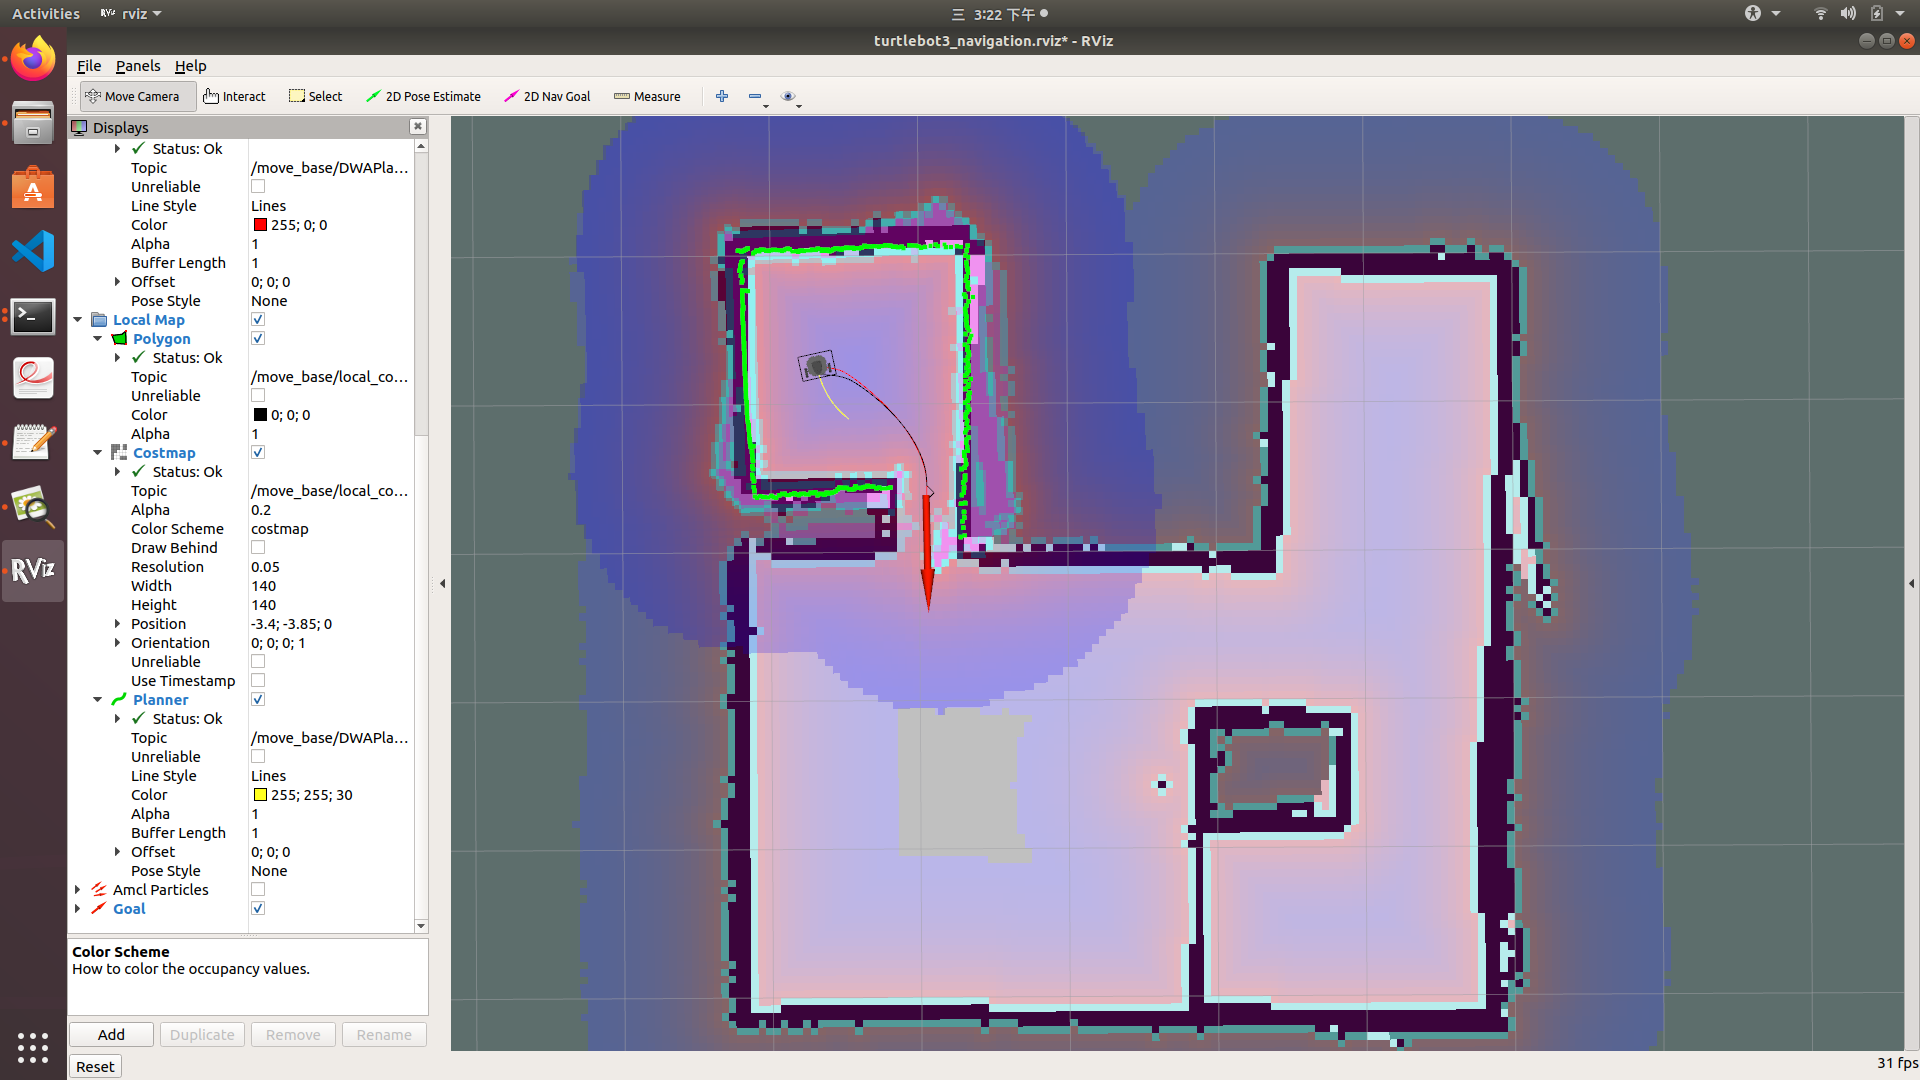 Activities
rviz
三 3:22 下午
turtlebot3_navigation.rviz* - RViz
File Panels Help
Move Camera Interact Select 2D Pose Estimate 2D Nav Goal Measure
Displays
Status: Ok
Topic /move_base/DWAPla...
Unreliable
Line Style Lines
Color 255; 0; 0
Alpha 1
Buffer Length 1
Offset 0; 0; 0
Pose Style None
Local Map
Polygon
Status: Ok
Topic /move_base/local_co...
Unreliable
Color 0; 0; 0
Alpha 1
Costmap
Status: Ok
Topic /move_base/local_co...
Alpha 0.2
Color Scheme costmap
Draw Behind
Resolution 0.05
Width 140
Height 140
Position -3.4; -3.85; 0
Orientation 0; 0; 0; 1
Unreliable
Use Timestamp
Planner
Status: Ok
Topic /move_base/DWAPla...
Unreliable
Line Style Lines
Color 255; 255; 30
Alpha 1
Buffer Length 1
Offset 0; 0; 0
Pose Style None
Amcl Particles
Goal
Color Scheme
How to color the occupancy values.
Add Duplicate Remove Rename
Reset
31 fps
RViz